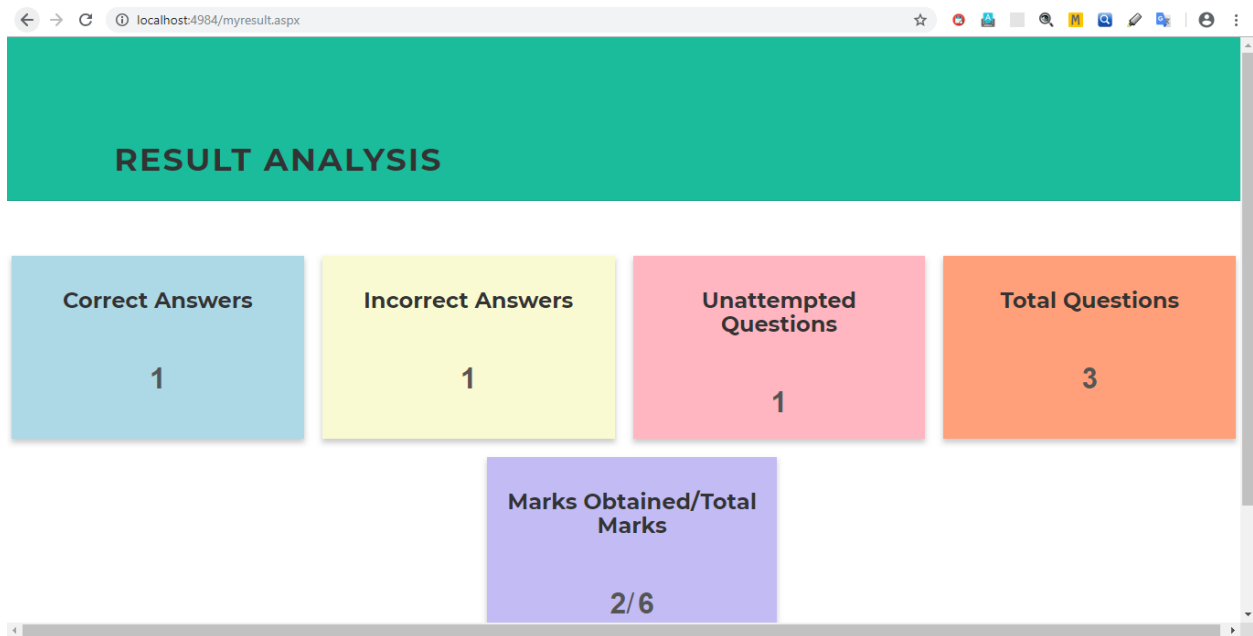 localhost:4984/myresult.aspx
RESULT ANALYSIS
Correct Answers
1
Incorrect Answers
1
Unattempted
Questions
1
Total Questions
3
Marks Obtained/Total
Marks
2/6